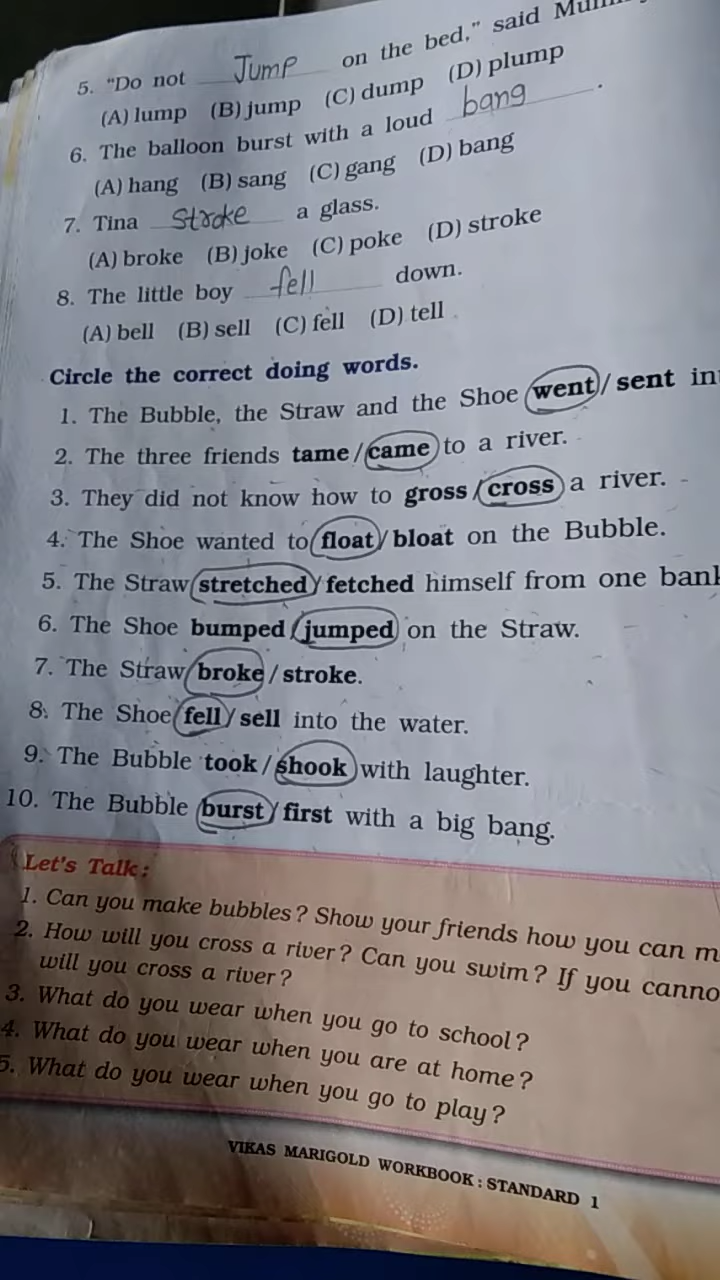 5. "Do not Jump on the bed," said
(A) lump (B) jump (C) dump (D) plump
6. The balloon burst with a loud bang.
(A) hang (B) sang (C) gang (D) bang
7. Tina Stroke a glass.
(A) broke (B) joke (C) poke (D) stroke
8. The little boy fell down.
(A) bell (B) sell (C) fell (D) tell
Circle the correct doing words.
1. The Bubble, the Straw and the Shoe went / sent in
2. The three friends tame / came to a river.
3. They did not know how to gross / cross a river.
4. The Shoe wanted to float / bloat on the Bubble.
5. The Straw stretched / fetched himself from one bank
6. The Shoe bumped / jumped on the Straw.
7. The Straw broke / stroke.
8. The Shoe fell / sell into the water.
9. The Bubble took / shook with laughter.
10. The Bubble burst / first with a big bang.
Let's Talk:
1. Can you make bubbles? Show your friends how you can m
2. How will you cross a river? Can you swim? If you canno
will you cross a river?
3. What do you wear when you go to school?
4. What do you wear when you are at home?
5. What do you wear when you go to play?
VIKAS MARIGOLD WORKBOOK : STANDARD 1